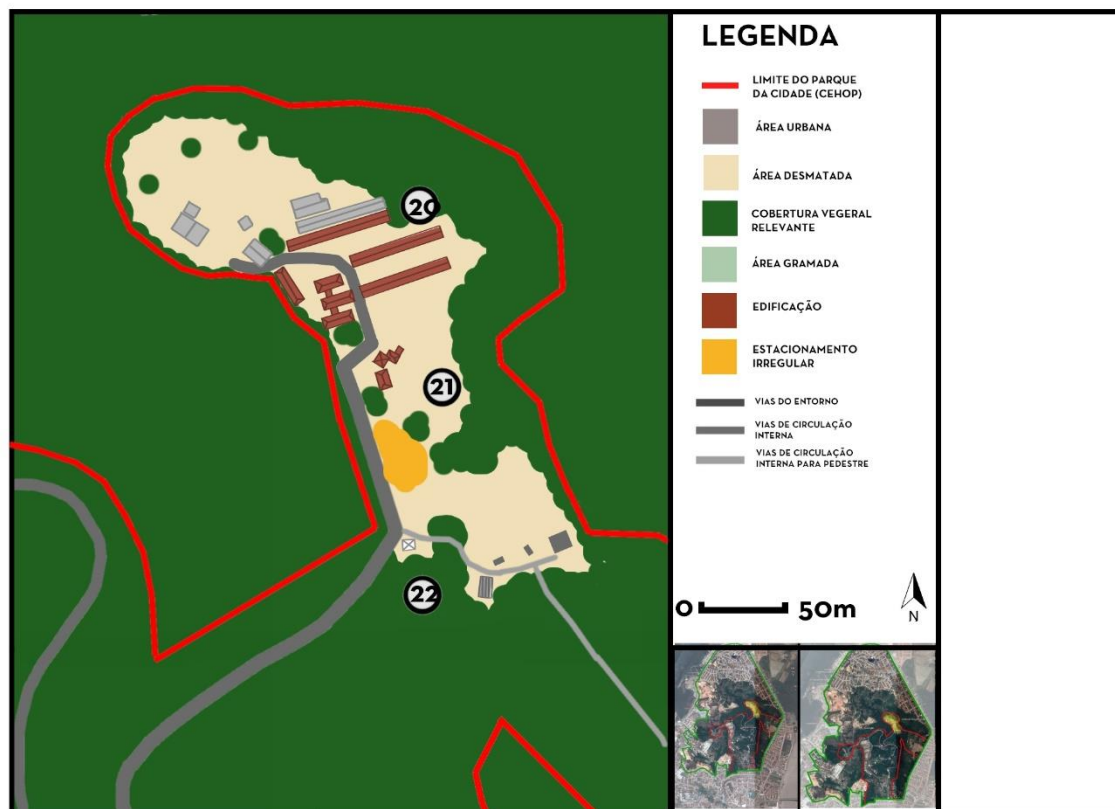 20
21
22
LEGENDA
LIMITE DO PARQUE
DA CIDADE (CEHOP)
ÁREA URBANA
ÁREA DESMATADA
COBERTURA VEGERAL
RELEVANTE
ÁREA GRAMADA
EDIFICAÇÃO
ESTACIONAMENTO
IRREGULAR
VIAS DO ENTORNO
VIAS DE CIRCULAÇÃO
INTERNA
VIAS DE CIRCULAÇÃO
INTERNA PARA PEDESTRE
0 50m
N